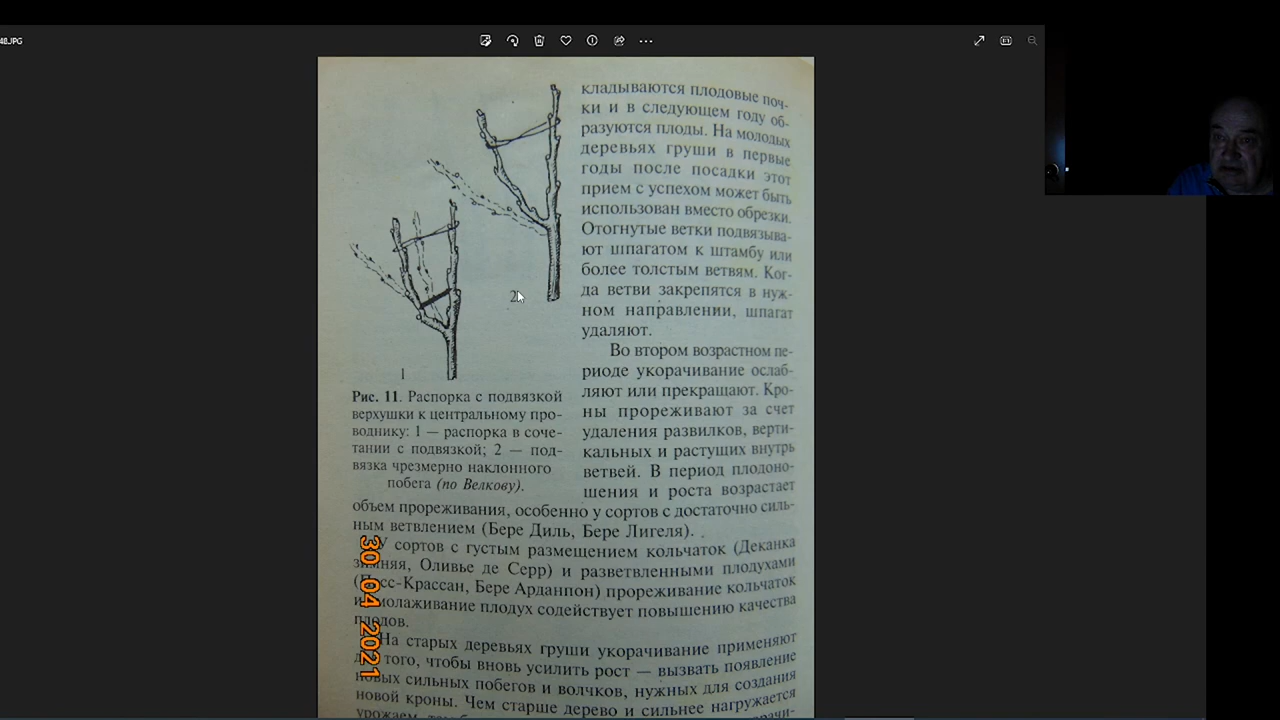 48.JPG
кладываются плодовые поч-
ки и в следующем году об-
разуются плоды. На молодых
деревьях груши в первые
годы после посадки этот
прием с успехом может быть
использован вместо обрезки.
Отогнутые ветки подвязыва-
ют шпагатом к штамбу или
более толстым ветвям. Ког-
да ветви закрепятся в нуж-
ном направлении, шпагат
удаляют.
Во втором возрастном пе-
риоде укорачивание ослаб-
ляют или прекращают. Кро-
ны прореживают за счет
удаления развилков, верти-
кальных и растущих внутрь
ветвей. В период плодоно-
шения и роста возрастает
2
1
Рис. 11. Распорка с подвязкой
верхушки к центральному про-
воднику: 1 — распорка в соче-
тании с подвязкой; 2 — под-
вязка чрезмерно наклонного
побега (по Велкову).
объем прореживания, особенно у сортов с достаточно силь-
ным ветвлением (Бере Диль, Бере Лигеля).
У сортов с густым размещением кольчаток (Деканка
зимняя, Оливье де Серр) и разветвленными плодухами
(Пасс-Крассан, Бере Арданпон) прореживание кольчаток
и омолаживание плодух содействует повышению качества
плодов.
На старых деревьях груши укорачивание применяют
для того, чтобы вновь усилить рост — вызвать появление
новых сильных побегов и волчков, нужных для создания
новой кроны. Чем старше дерево и сильнее нагружается
урожаем,
30 04 2021